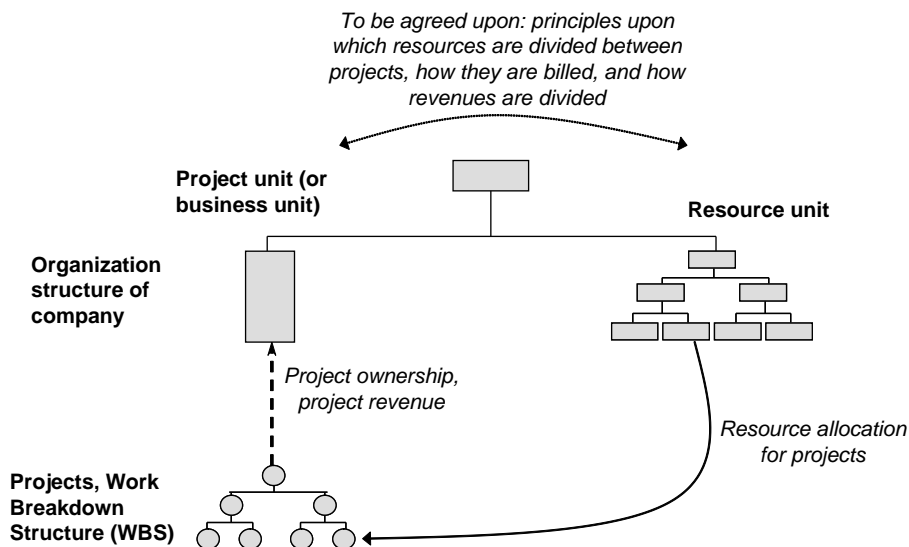 To be agreed upon: principles upon
which resources are divided between
projects, how they are billed, and how
revenues are divided
Project unit (or
business unit)
Resource unit
Organization
structure of
company
Project ownership,
project revenue
Resource allocation
for projects
Projects, Work
Breakdown
Structure (WBS)